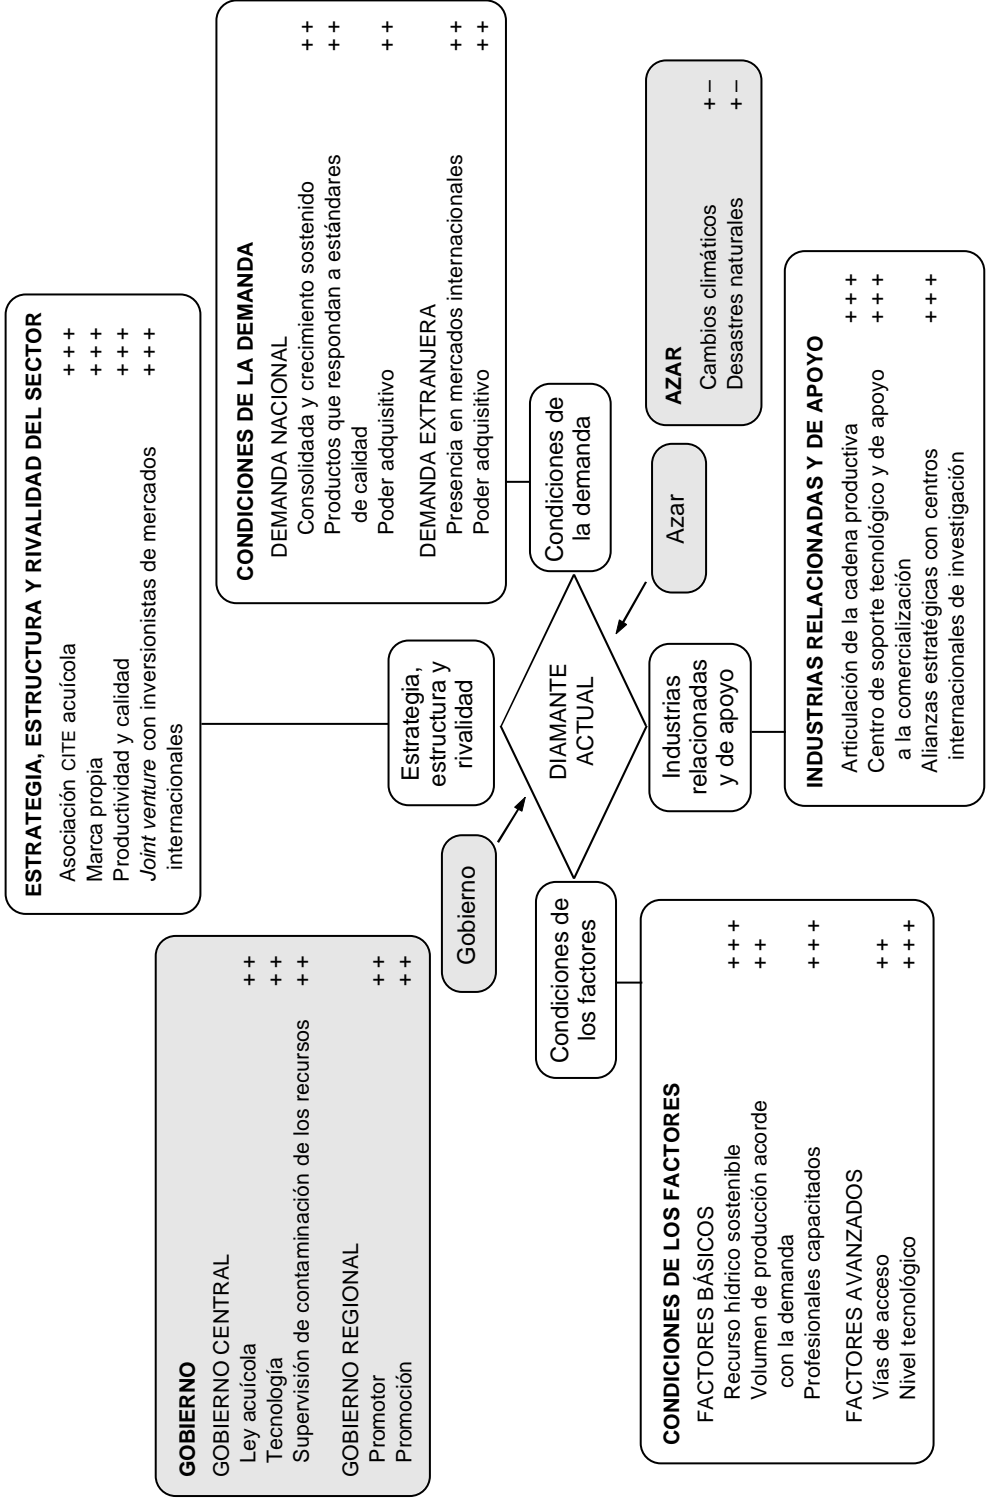 GOBIERNO
GOBIERNO CENTRAL
Ley acuícola + +
Tecnología + +
Supervisión de contaminación de los recursos + +
GOBIERNO REGIONAL
Promotor + +
Promoción + +
ESTRATEGIA, ESTRUCTURA Y RIVALIDAD DEL SECTOR
Asociación CITE acuícola + + +
Marca propia + + +
Productividad y calidad + + +
Joint venture con inversionistas de mercados + + +
internacionales
CONDICIONES DE LA DEMANDA
DEMANDA NACIONAL
Consolidada y crecimiento sostenido + +
Productos que respondan a estándares + +
de calidad
Poder adquisitivo + +
DEMANDA EXTRANJERA
Presencia en mercados internacionales + +
Poder adquisitivo + +
Gobierno
Estrategia,
estructura y
rivalidad
Condiciones de
los factores
DIAMANTE
ACTUAL
Condiciones de
la demanda
Industrias
relacionadas
y de apoyo
Azar
AZAR
Cambios climáticos + –
Desastres naturales + –
CONDICIONES DE LOS FACTORES
FACTORES BÁSICOS
Recurso hídrico sostenible + + +
Volumen de producción acorde + +
con la demanda
Profesionales capacitados + + +
FACTORES AVANZADOS
Vías de acceso + +
Nivel tecnológico + + +
INDUSTRIAS RELACIONADAS Y DE APOYO
Articulación de la cadena productiva + + +
Centro de soporte tecnológico y de apoyo + + +
a la comercialización
Alianzas estratégicas con centros + + +
internacionales de investigación